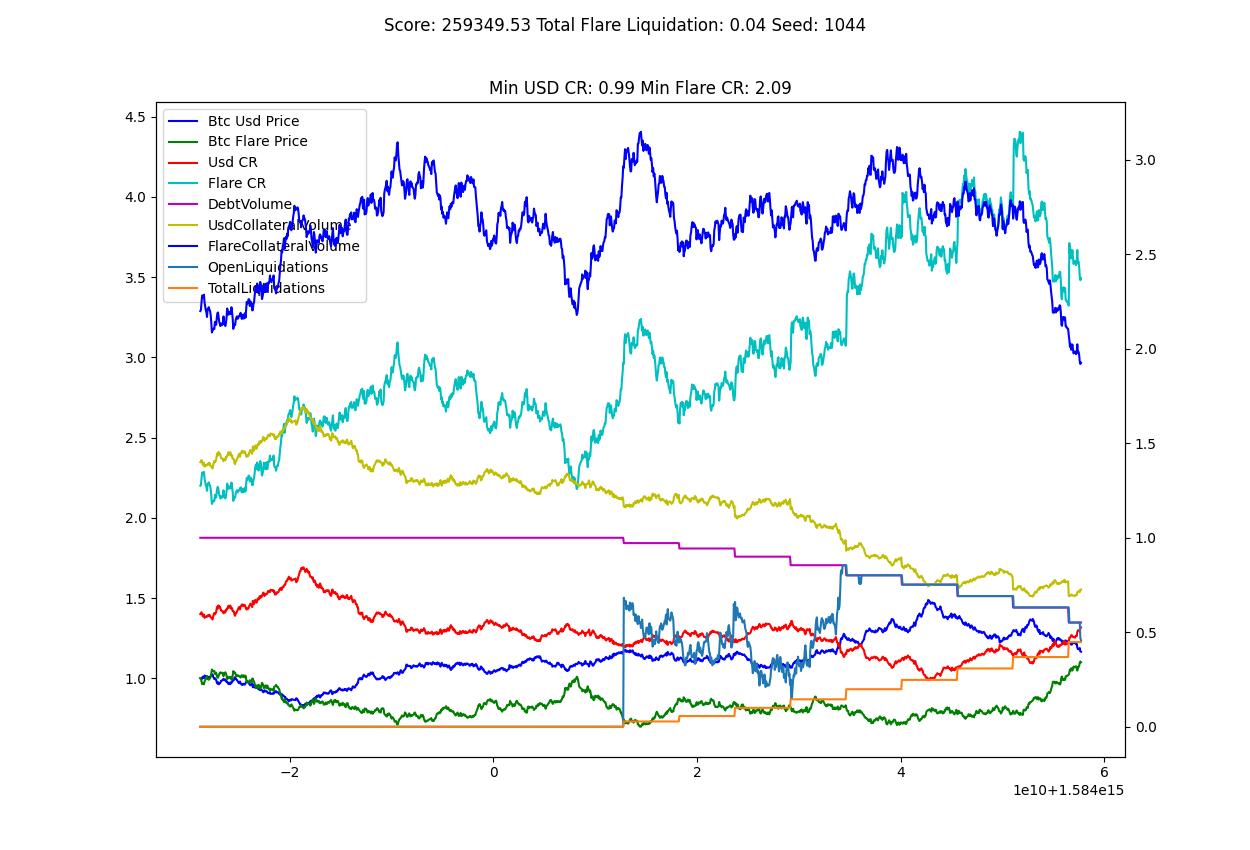 Score: 259349.53 Total Flare Liquidation: 0.04 Seed: 1044
Min USD CR: 0.99 Min Flare CR: 2.09
Btc Usd Price
Btc Flare Price
Usd CR
Flare CR
DebtVolume
UsdCollateralVolume
FlareCollateralVolume
OpenLiquidations
TotalLiquidations
4.5
4.0
3.5
3.0
2.5
2.0
1.5
1.0
3.0
2.5
2.0
1.5
1.0
0.5
0.0
−2 0 2 4 6
1e10+1.584e15